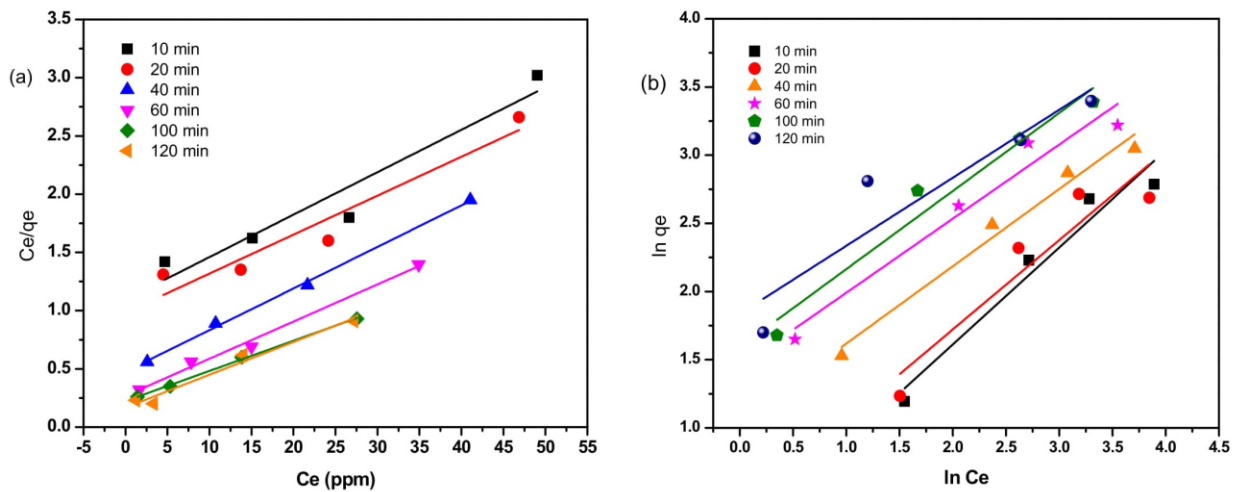 (a)
Ce/qe
3.5
3.0
2.5
2.0
1.5
1.0
0.5
0.0
10 min
20 min
40 min
60 min
100 min
120 min
-5 0 5 10 15 20 25 30 35 40 45 50 55
Ce (ppm)
(b)
ln qe
4.0
3.5
3.0
2.5
2.0
1.5
1.0
10 min
20 min
40 min
60 min
100 min
120 min
0.0 0.5 1.0 1.5 2.0 2.5 3.0 3.5 4.0 4.5
ln Ce